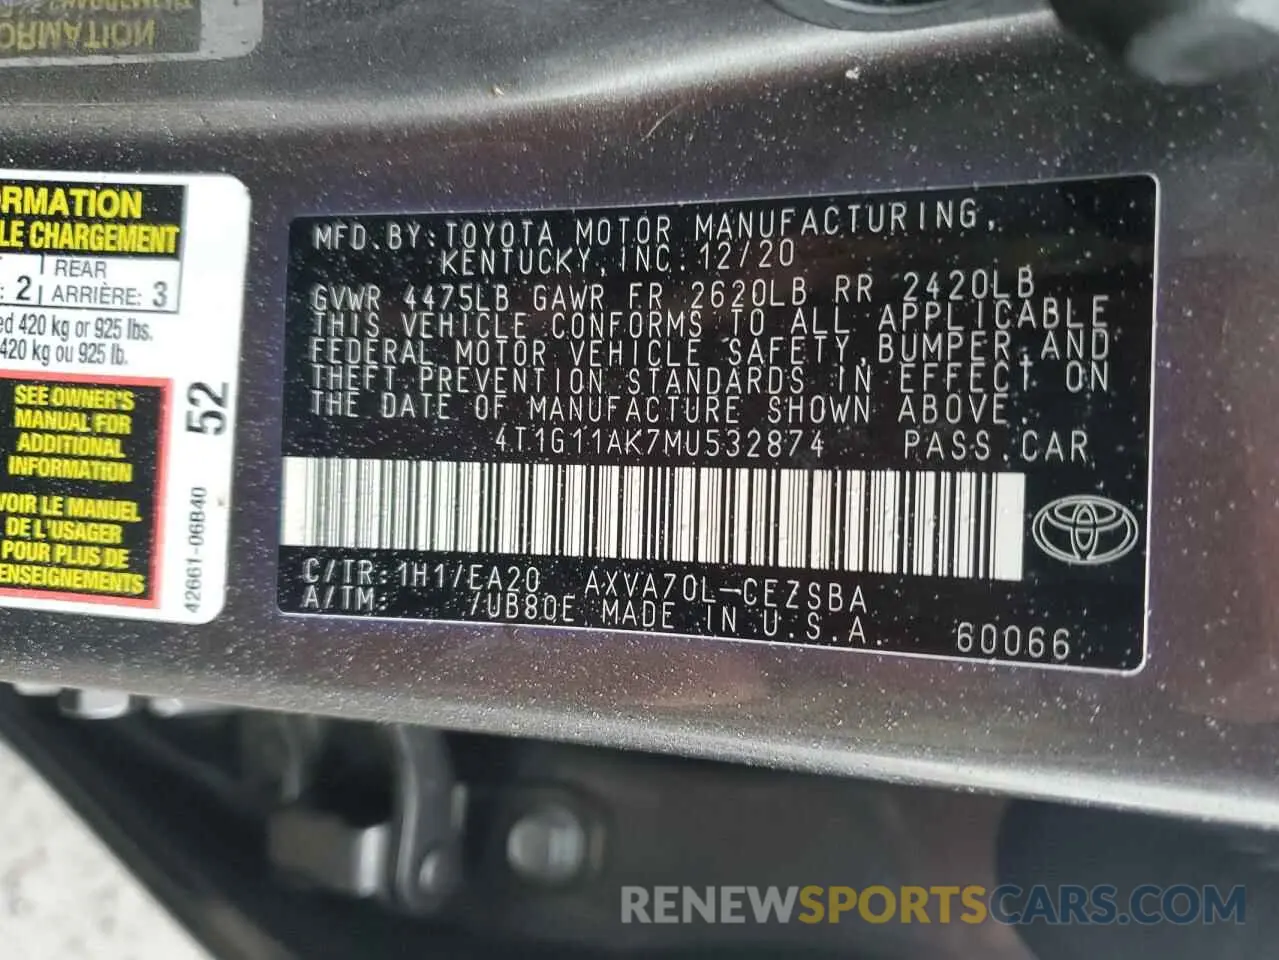 ORMATION
RMATION
LE CHARGEMENT
: 2 REAR
ARRIÈRE: 3
ed 420 kg or 925 lbs.
420 kg ou 925 lb.
SEE OWNER'S
MANUAL FOR
ADDITIONAL
INFORMATION
VOIR LE MANUEL
DE L'USAGER
POUR PLUS DE
ENSEIGNEMENTS
52
42661-06B40
MFD. BY: TOYOTA MOTOR MANUFACTURING,
KENTUCKY, INC. 12/20
GVWR 4475LB GAWR FR 2620LB RR 2420LB
THIS VEHICLE CONFORMS TO ALL APPLICABLE
FEDERAL MOTOR VEHICLE SAFETY, BUMPER, AND
THEFT PREVENTION STANDARDS IN EFFECT ON
THE DATE OF MANUFACTURE SHOWN ABOVE.
4T1G11AK7MU532874 PASS. CAR
C/TR: 1H1/EA20 AXVA70L-CEZSBA
A/TM: /UB80E MADE IN U.S.A. 60066
RENEWSPORTSCARS.COM